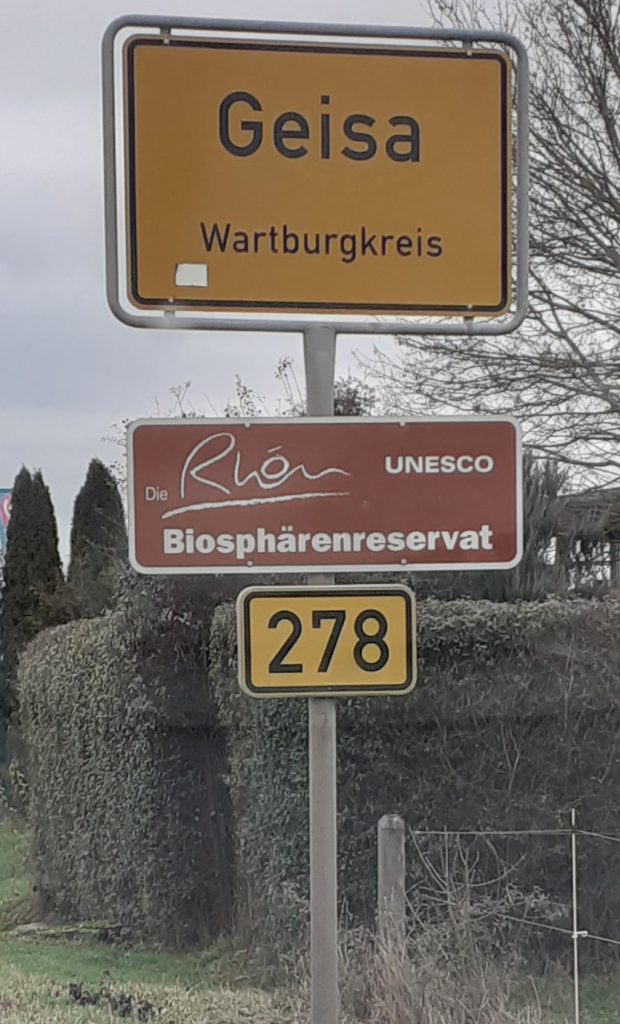 Geisa
Wartburgkreis
Die Rhön UNESCO
Biosphärenreservat
278